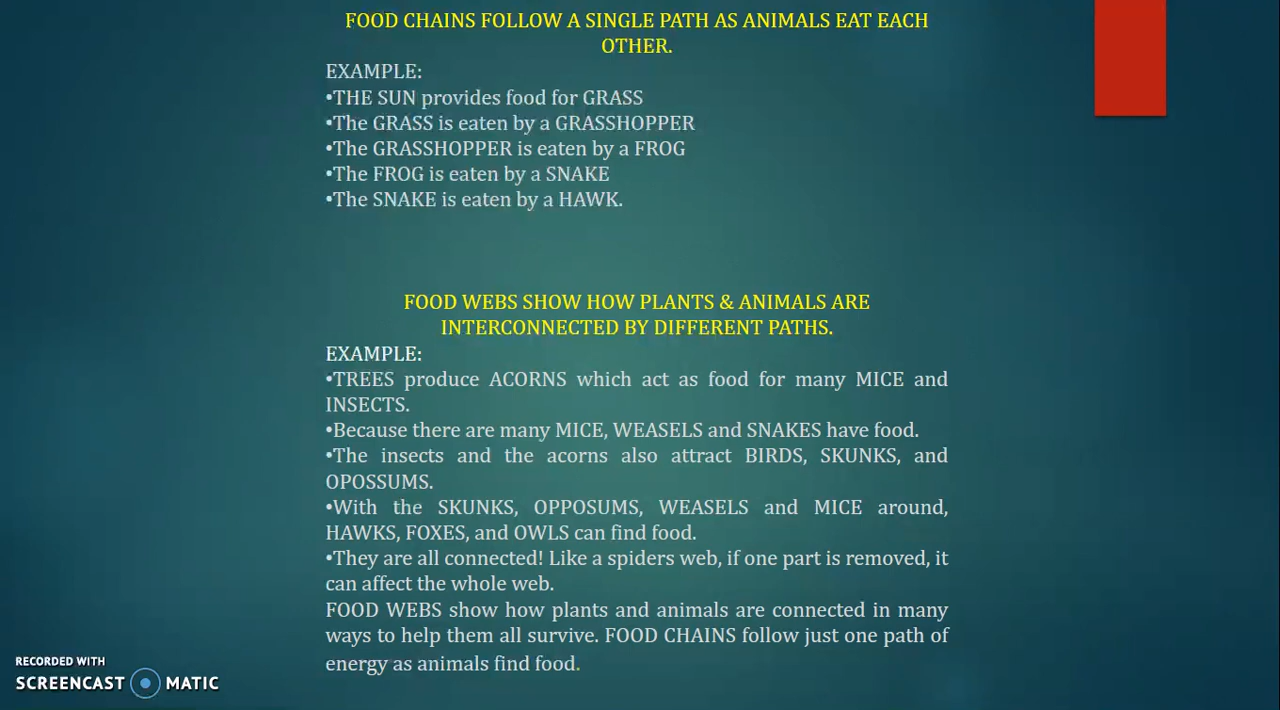 FOOD CHAINS FOLLOW A SINGLE PATH AS ANIMALS EAT EACH
OTHER.
EXAMPLE:
•THE SUN provides food for GRASS
•The GRASS is eaten by a GRASSHOPPER
•The GRASSHOPPER is eaten by a FROG
•The FROG is eaten by a SNAKE
•The SNAKE is eaten by a HAWK.
FOOD WEBS SHOW HOW PLANTS & ANIMALS ARE
INTERCONNECTED BY DIFFERENT PATHS.
EXAMPLE:
•TREES produce ACORNS which act as food for many MICE and
INSECTS.
•Because there are many MICE, WEASELS and SNAKES have food.
•The insects and the acorns also attract BIRDS, SKUNKS, and
OPOSSUMS.
•With the SKUNKS, OPPOSUMS, WEASELS and MICE around,
HAWKS, FOXES, and OWLS can find food.
•They are all connected! Like a spiders web, if one part is removed, it
can affect the whole web.
FOOD WEBS show how plants and animals are connected in many
ways to help them all survive. FOOD CHAINS follow just one path of
energy as animals find food.
RECORDED WITH
SCREENCAST MATIC